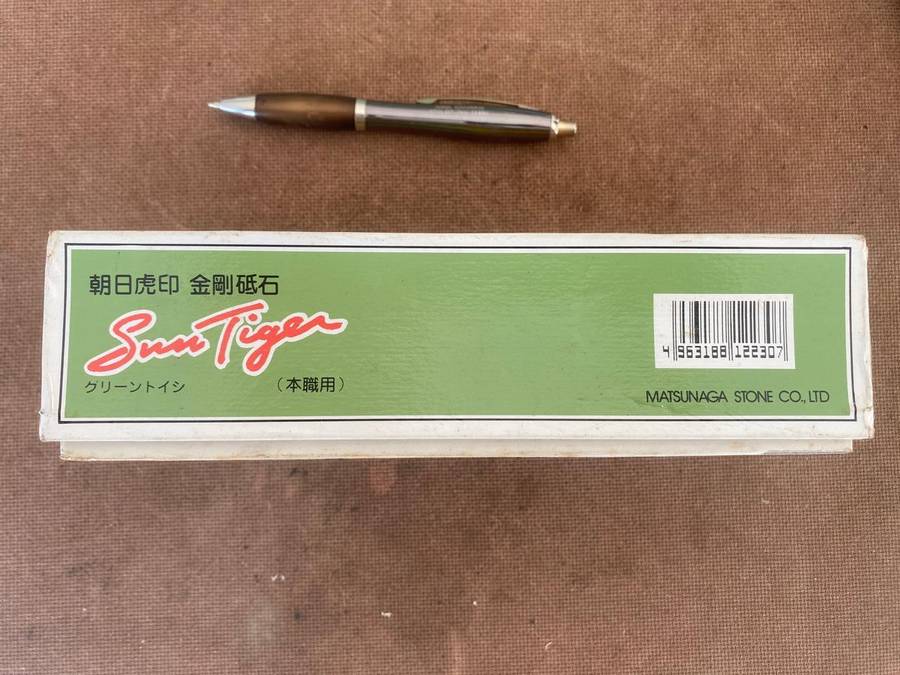 朝日虎印 金剛砥石
Sun Tiger
グリーントイシ (本職用)
4 963188 122307
MATSUNAGA STONE CO., LTD